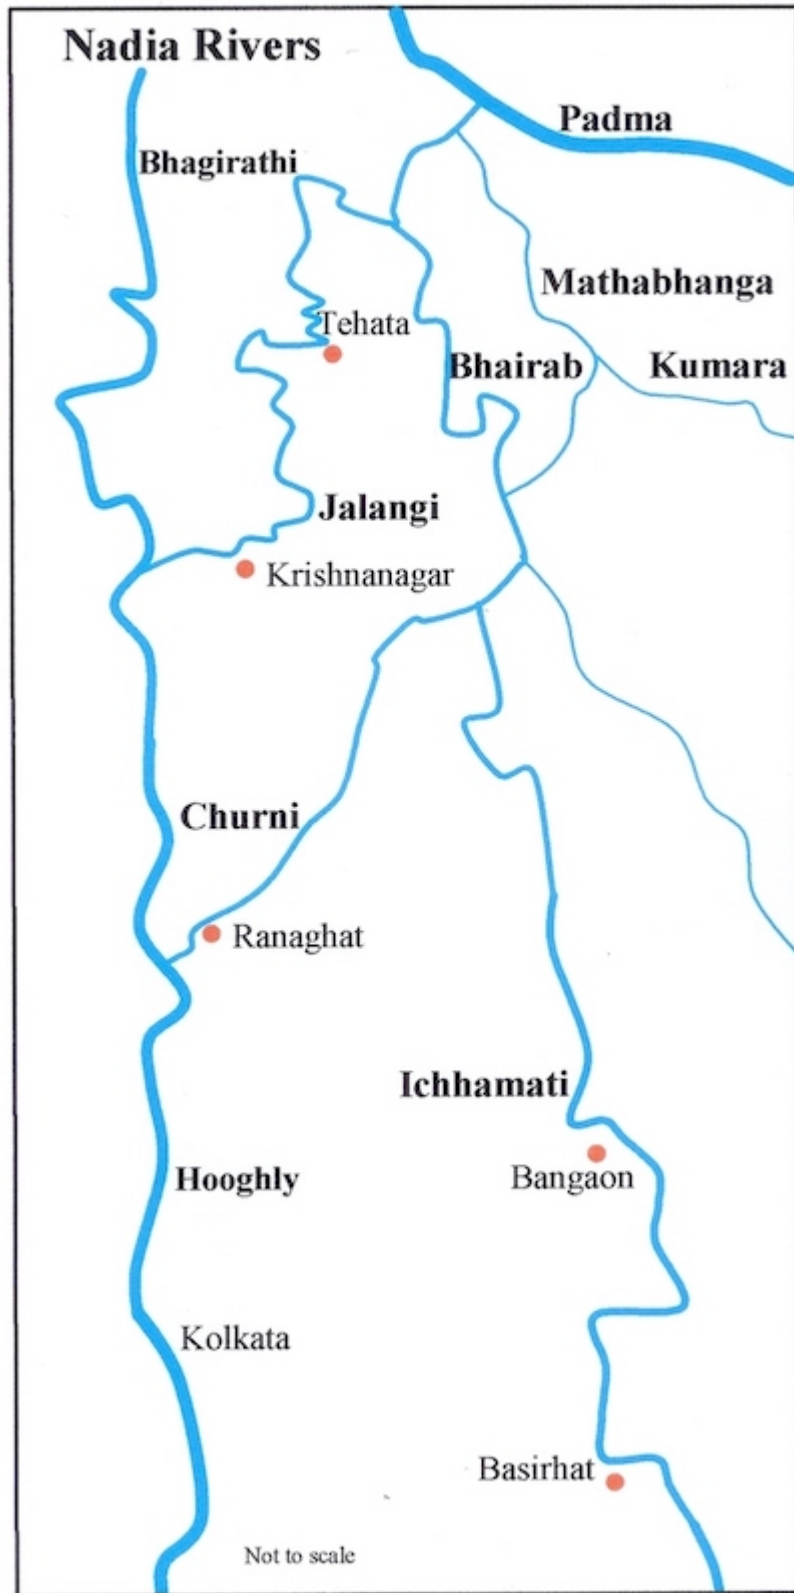 Nadia Rivers
Padma
Bhagirathi
Mathabhanga
Tehata
Bhairab
Kumara
Jalangi
Krishnanagar
Churni
Ranaghat
Ichhamati
Bangaon
Hooghly
Kolkata
Basirhat
Not to scale